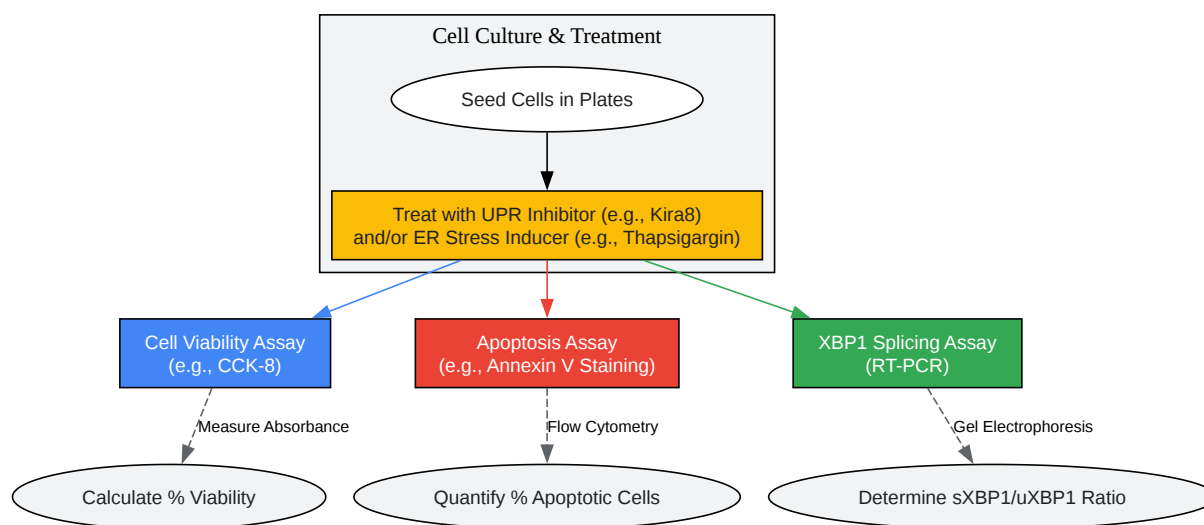 Cell Culture & Treatment
Seed Cells in Plates
Treat with UPR Inhibitor (e.g., Kira8)
and/or ER Stress Inducer (e.g., Thapsigargin)
Cell Viability Assay
(e.g., CCK-8)
Apoptosis Assay
(e.g., Annexin V Staining)
XBP1 Splicing Assay
(RT-PCR)
Measure Absorbance
Flow Cytometry
Gel Electrophoresis
Calculate % Viability
Quantify % Apoptotic Cells
Determine sXBP1/uXBP1 Ratio